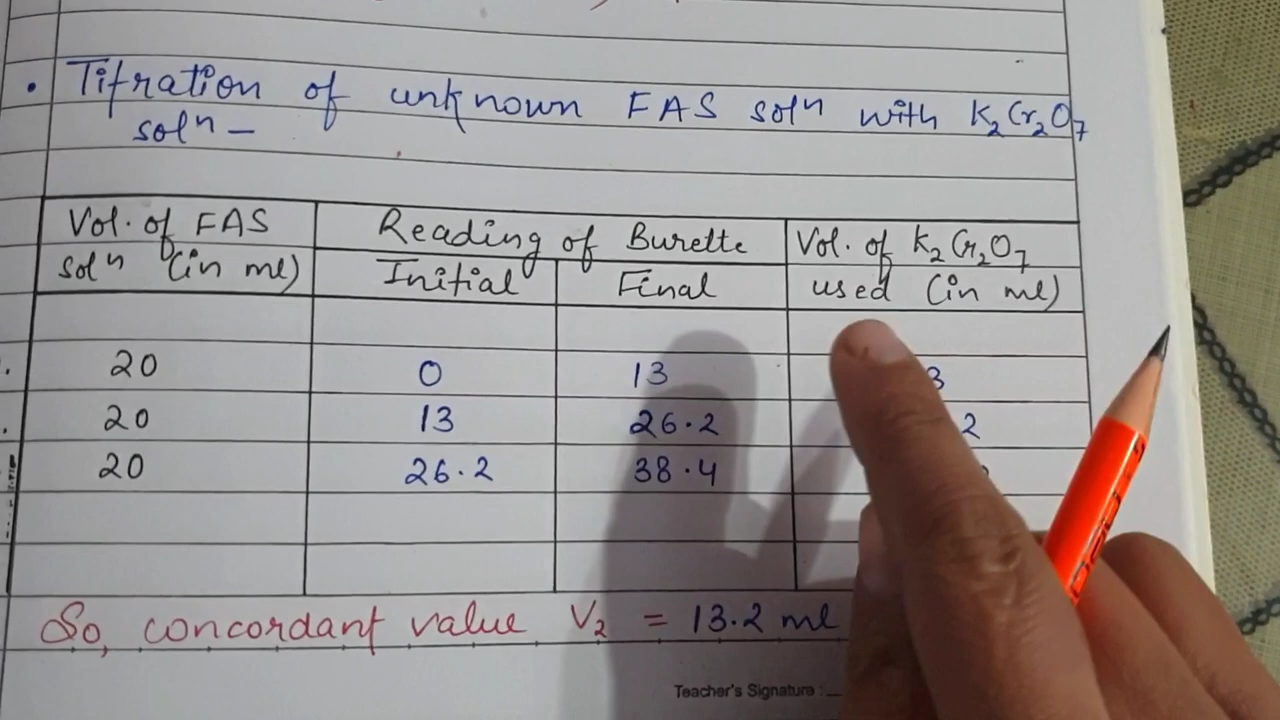 • Titration of unknown FAS solⁿ with K₂Cr₂O₇
solⁿ –
Vol. of FAS Reading of Burette Vol. of K₂Cr₂O₇
solⁿ (in ml) Initial Final used (in ml)
20 0 13 3
20 13 26.2 2
20 26.2 38.4
So, concordant value V₂ = 13.2 ml
Teacher's Signature :